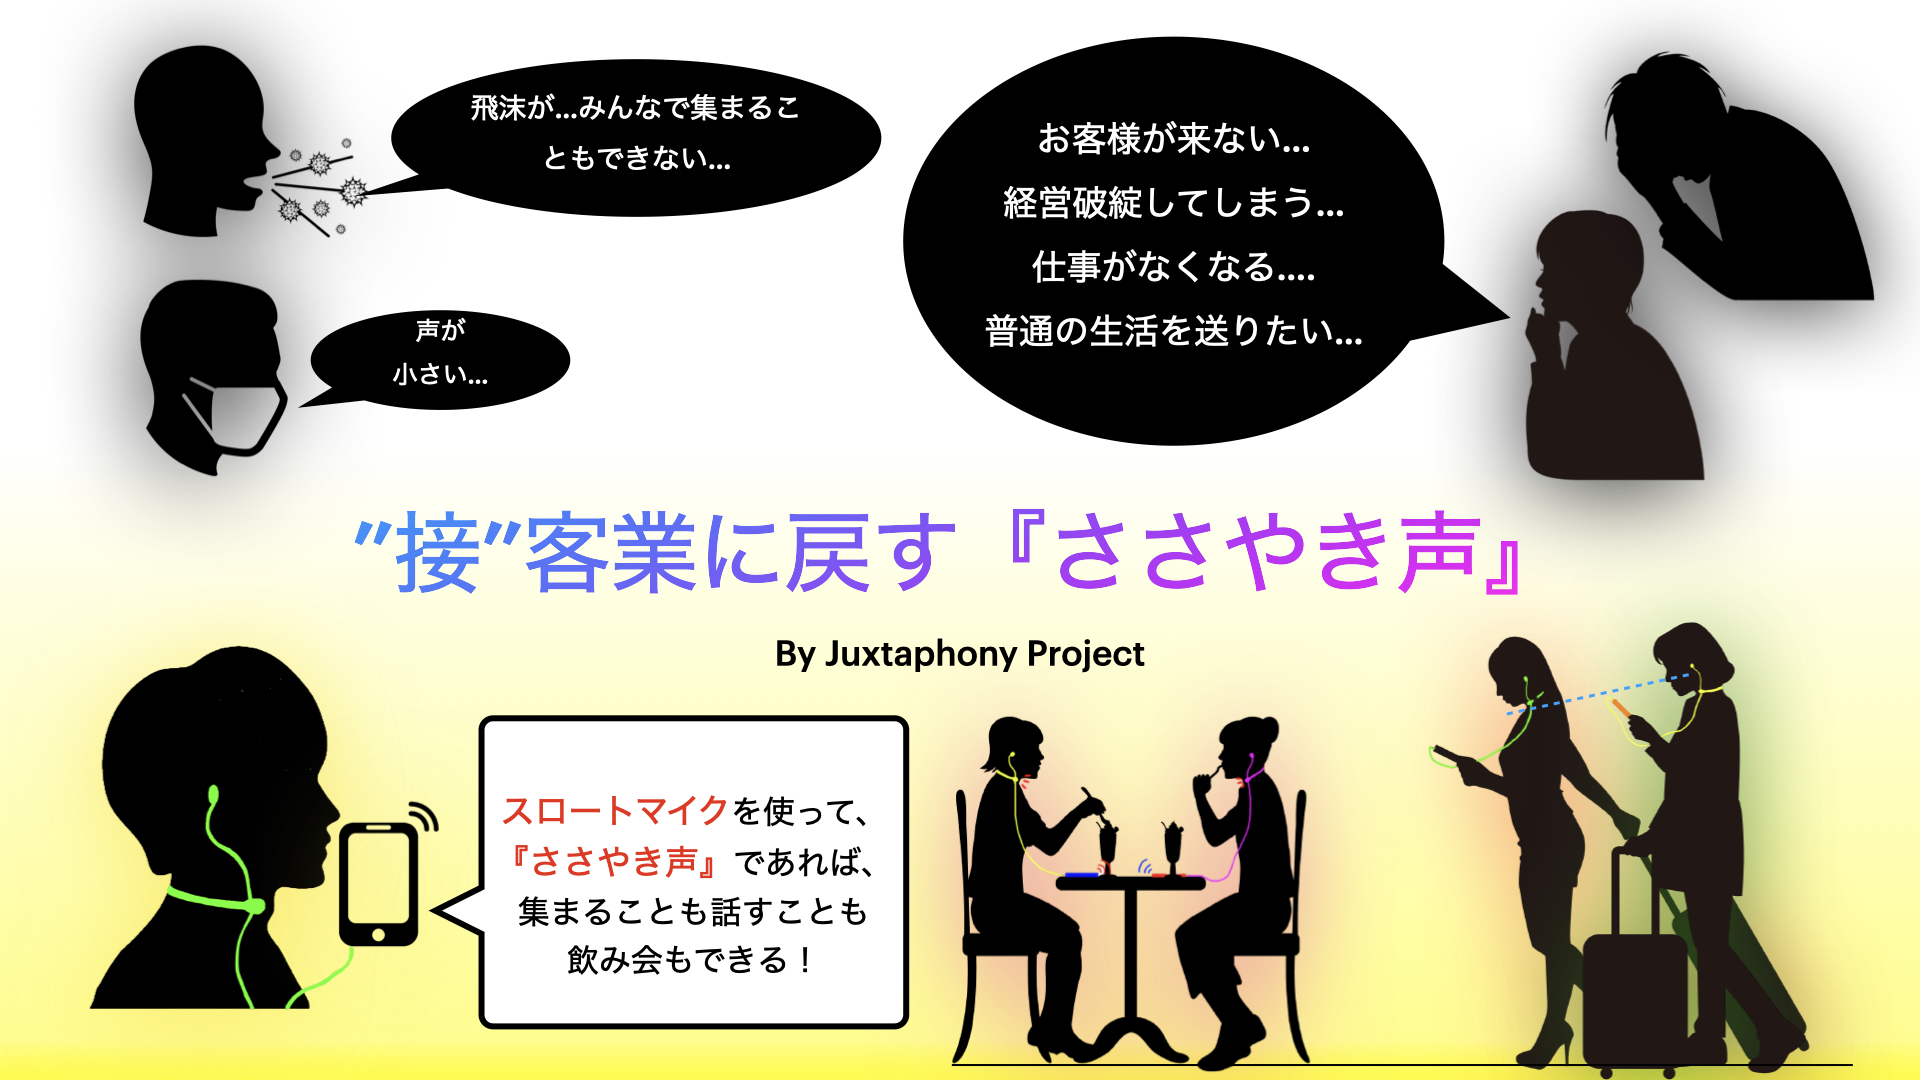 飛沫が...みんなで集まるこ
ともできない...
お客様が来ない...
経営破綻してしまう...
仕事がなくなる....
普通の生活を送りたい...
声が
小さい...
”接”客業に戻す『ささやき声』
By Juxtaphony Project
スロートマイクを使って、
『ささやき声』であれば、
集まることも話すことも
飲み会もできる！